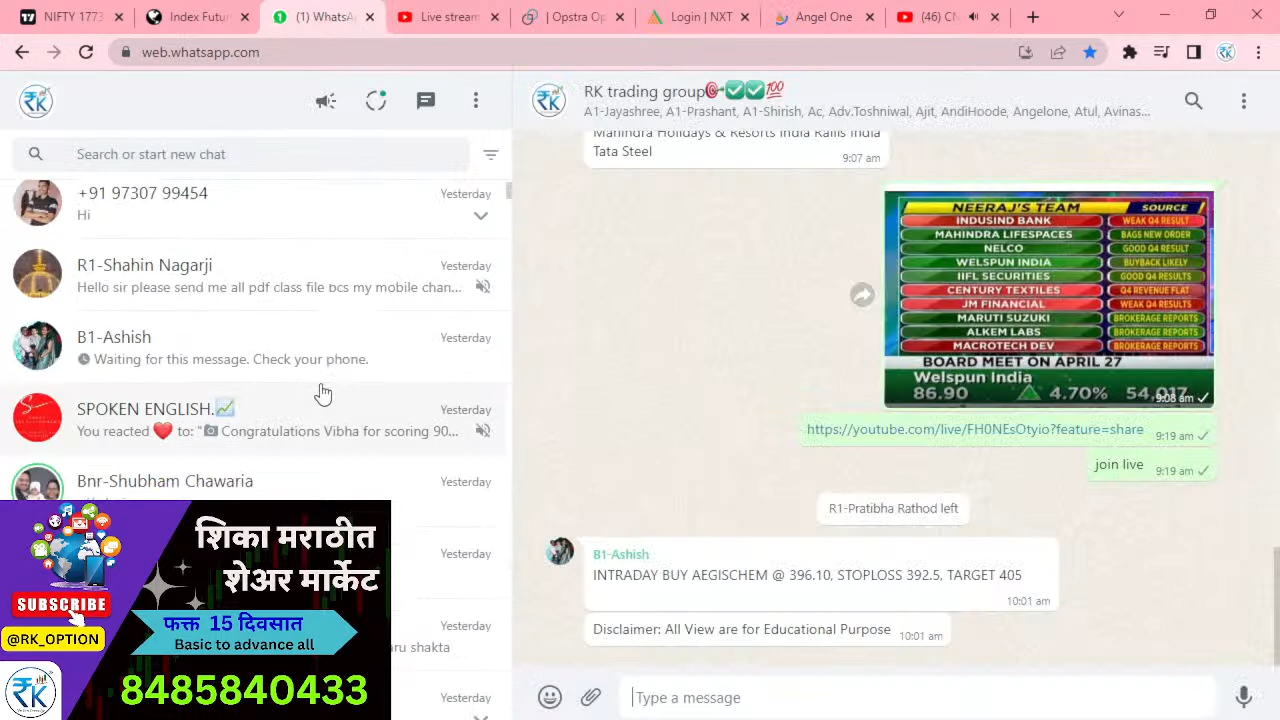 NIFTY 1773
Index Futur
(1) WhatsA
Live stream
Opstra Op
Login | NXT
Angel One
(46) CN
web.whatsapp.com
₹K
Search or start new chat
+91 97307 99454
Yesterday
Hi
R1-Shahin Nagarji
Yesterday
Hello sir please send me all pdf class file bcs my mobile chan...
B1-Ashish
Yesterday
Waiting for this message. Check your phone.
SPOKEN ENGLISH.📈
Yesterday
You reacted ❤️ to: "📷 Congratulations Vibha for scoring 90...
Bnr-Shubham Chawaria
Yesterday
Yesterday
Yesterday
aru shakta
Yesterday
शिका मराठीत
शेअर मार्केट
SUBSCRIBE
@RK_OPTION
फक्त 15 दिवसात
Basic to advance all
₹K
8485840433
₹K
RK trading group🎯✅✅💯
A1-Jayashree, A1-Prashant, A1-Shirish, Ac, Adv.Toshniwal, Ajit, AndiHoode, Angelone, Atul, Avinas...
Mahindra Holidays & Resorts India Rallis India
Tata Steel
9:07 am
NEERAJ'S TEAM SOURCE
INDUSIND BANK WEAK Q4 RESULT
MAHINDRA LIFESPACES BAGS NEW ORDER
NELCO GOOD Q4 RESULT
WELSPUN INDIA BUYBACK LIKELY
IIFL SECURITIES GOOD Q4 RESULTS
CENTURY TEXTILES Q4 REVENUE FLAT
JM FINANCIAL WEAK Q4 RESULTS
MARUTI SUZUKI BROKERAGE REPORTS
ALKEM LABS BROKERAGE REPORTS
MACROTECH DEV BROKERAGE REPORTS
BOARD MEET ON APRIL 27
Welspun India
86.90 4.70% 54,017
9:08 am
https://youtube.com/live/FH0NEsOtyio?feature=share
9:19 am
join live
9:19 am
R1-Pratibha Rathod left
B1-Ashish
INTRADAY BUY AEGISCHEM @ 396.10, STOPLOSS 392.5, TARGET 405
10:01 am
Disclaimer: All View are for Educational Purpose
10:01 am
Type a message